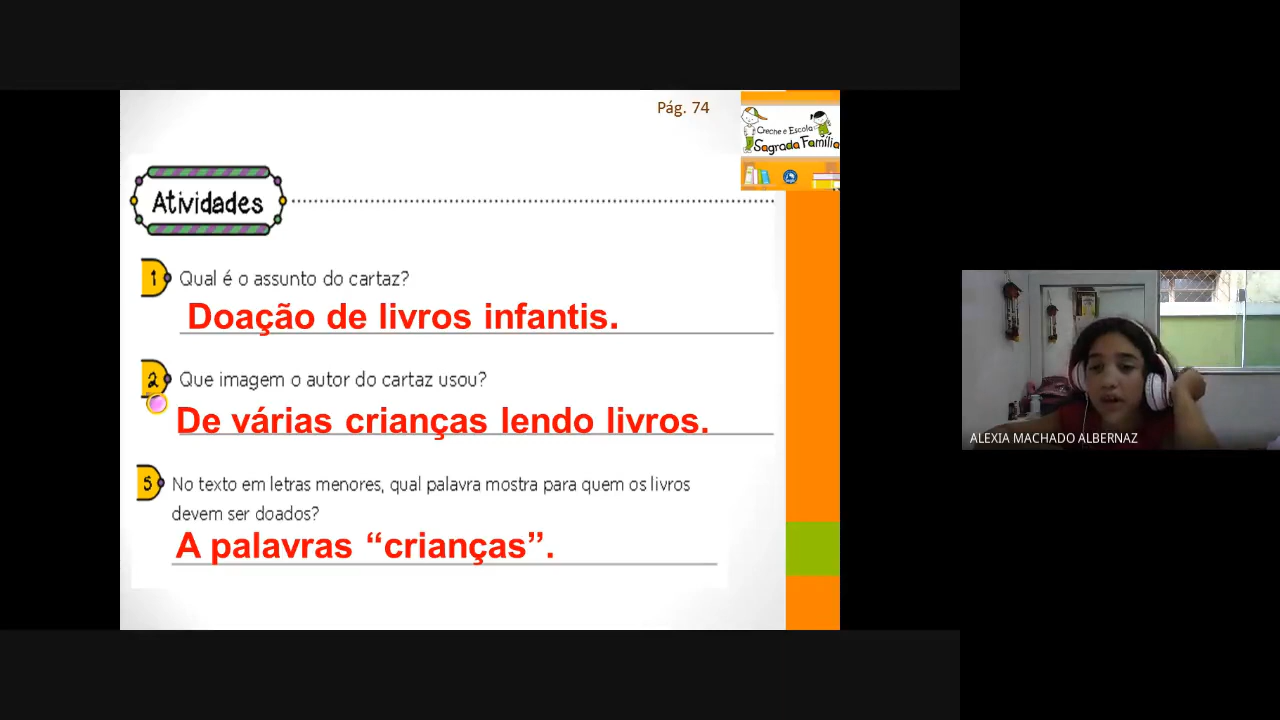 Pág. 74
Creche e Escola
Sagrada Família
Atividades
1 Qual é o assunto do cartaz?
Doação de livros infantis.
2 Que imagem o autor do cartaz usou?
De várias crianças lendo livros.
5 No texto em letras menores, qual palavra mostra para quem os livros
devem ser doados?
A palavras “crianças”.
ALEXIA MACHADO ALBERNAZ